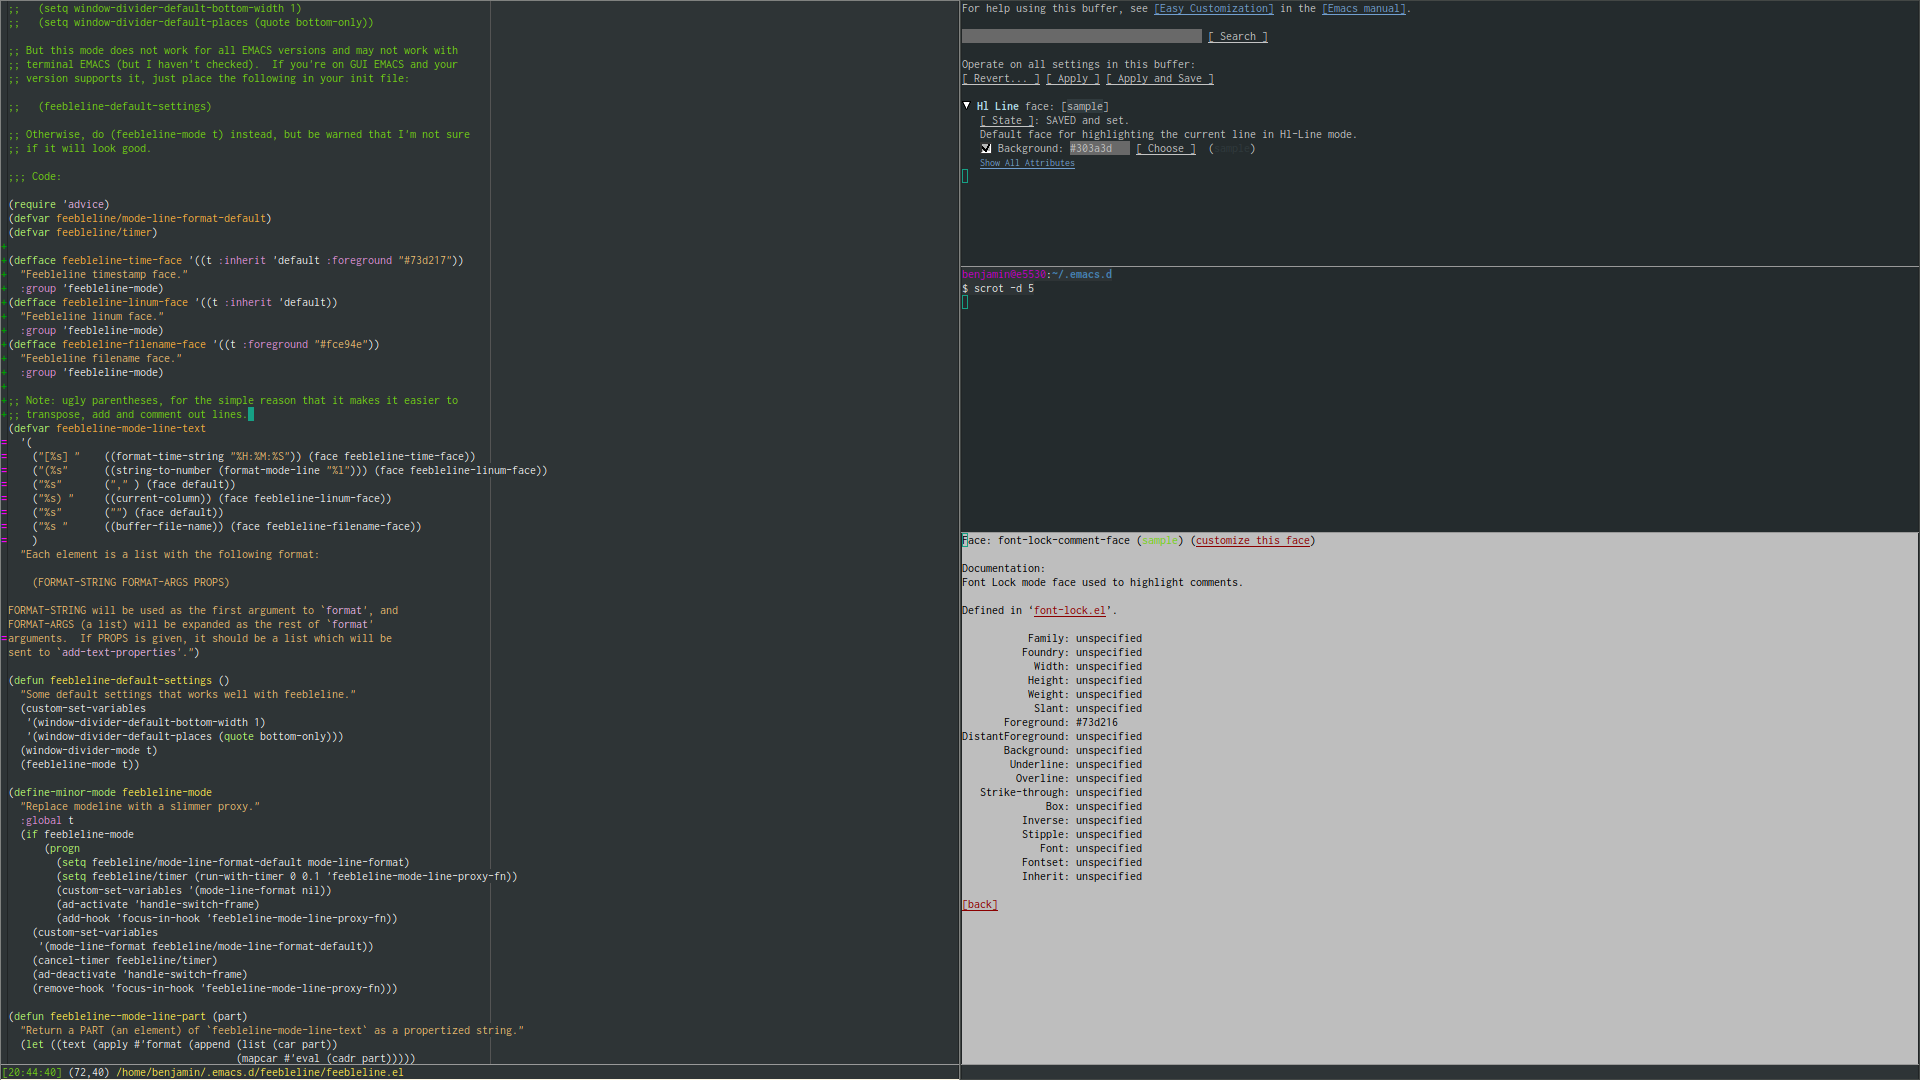 ;;   (setq window-divider-default-bottom-width 1)
;;   (setq window-divider-default-places (quote bottom-only))
;; But this mode does not work for all EMACS versions and may not work with
;; terminal EMACS (but I haven't checked).  If you're on GUI EMACS and your
;; version supports it, just place the following in your init file:
;;   (feebleline-default-settings)
;; Otherwise, do (feebleline-mode t) instead, but be warned that I'm not sure
;; if it will look good.
;;; Code:
(require 'advice)
(defvar feebleline/mode-line-format-default)
(defvar feebleline/timer)
+
+(defface feebleline-time-face '((t :inherit 'default :foreground "#73d217"))
+  "Feebleline timestamp face."
+  :group 'feebleline-mode)
+(defface feebleline-linum-face '((t :inherit 'default))
+  "Feebleline linum face."
+  :group 'feebleline-mode)
+(defface feebleline-filename-face '((t :foreground "#fce94e"))
+  "Feebleline filename face."
+  :group 'feebleline-mode)
+
+;; Note: ugly parentheses, for the simple reason that it makes it easier to
+;; transpose, add and comment out lines.
(defvar feebleline-mode-line-text
=  '(
=    ("[%s] "    ((format-time-string "%H:%M:%S")) (face feebleline-time-face))
=    ("(%s"      ((string-to-number (format-mode-line "%l"))) (face feebleline-linum-face))
=    ("%s"       ("," ) (face default))
=    ("%s) "     ((current-column)) (face feebleline-linum-face))
=    ("%s"       ("") (face default))
=    ("%s "      ((buffer-file-name)) (face feebleline-filename-face))
=    )
  "Each element is a list with the following format:
    (FORMAT-STRING FORMAT-ARGS PROPS)
FORMAT-STRING will be used as the first argument to `format', and
FORMAT-ARGS (a list) will be expanded as the rest of `format'
=arguments.  If PROPS is given, it should be a list which will be
sent to `add-text-properties'.")
(defun feebleline-default-settings ()
  "Some default settings that works well with feebleline."
  (custom-set-variables
   '(window-divider-default-bottom-width 1)
   '(window-divider-default-places (quote bottom-only)))
  (window-divider-mode t)
  (feebleline-mode t))
(define-minor-mode feebleline-mode
  "Replace modeline with a slimmer proxy."
  :global t
  (if feebleline-mode
      (progn
        (setq feebleline/mode-line-format-default mode-line-format)
        (setq feebleline/timer (run-with-timer 0 0.1 'feebleline-mode-line-proxy-fn))
        (custom-set-variables '(mode-line-format nil))
        (ad-activate 'handle-switch-frame)
        (add-hook 'focus-in-hook 'feebleline-mode-line-proxy-fn))
    (custom-set-variables
     '(mode-line-format feebleline/mode-line-format-default))
    (cancel-timer feebleline/timer)
    (ad-deactivate 'handle-switch-frame)
    (remove-hook 'focus-in-hook 'feebleline-mode-line-proxy-fn)))
(defun feebleline--mode-line-part (part)
  "Return a PART (an element) of `feebleline-mode-line-text` as a propertized string."
  (let ((text (apply #'format (append (list (car part))
                                      (mapcar #'eval (cadr part)))))
[20:44:40] (72,40) /home/benjamin/.emacs.d/feebleline/feebleline.el
For help using this buffer, see [Easy Customization] in the [Emacs manual].
[ Search ]
Operate on all settings in this buffer:
[ Revert... ] [ Apply ] [ Apply and Save ]
Hl Line face: [sample]
[ State ]: SAVED and set.
Default face for highlighting the current line in Hl-Line mode.
Background: #303a3d [ Choose ]  (sample)
Show All Attributes
benjamin@e5530:~/.emacs.d
$ scrot -d 5
Face: font-lock-comment-face (sample) (customize this face)
Documentation:
Font Lock mode face used to highlight comments.
Defined in ‘font-lock.el’.
Family: unspecified
Foundry: unspecified
Width: unspecified
Height: unspecified
Weight: unspecified
Slant: unspecified
Foreground: #73d216
DistantForeground: unspecified
Background: unspecified
Underline: unspecified
Overline: unspecified
Strike-through: unspecified
Box: unspecified
Inverse: unspecified
Stipple: unspecified
Font: unspecified
Fontset: unspecified
Inherit: unspecified
[back]